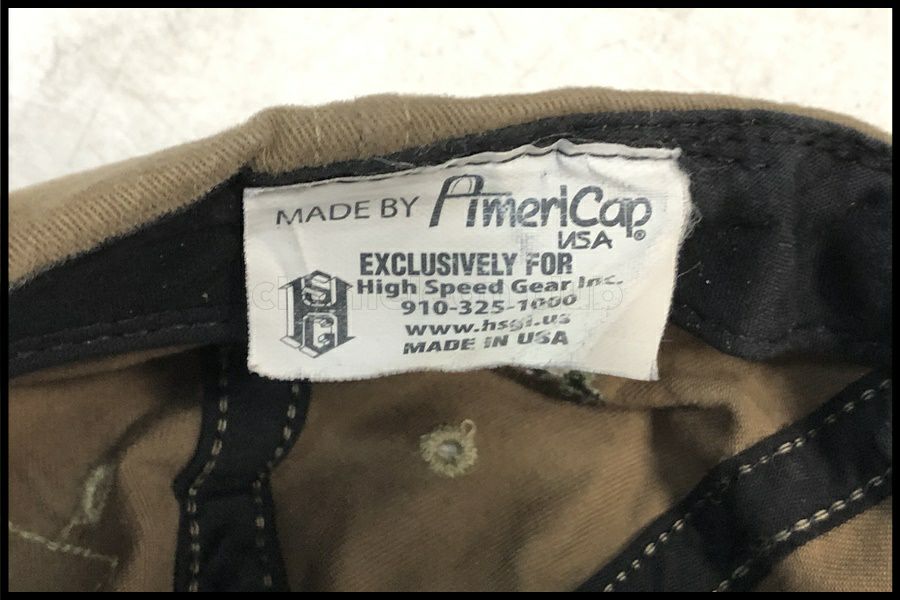 MADE BY AmeriCap®
USA
EXCLUSIVELY FOR
HSGI
High Speed Gear Inc.
910-325-1000
www.hsgi.us
MADE IN USA